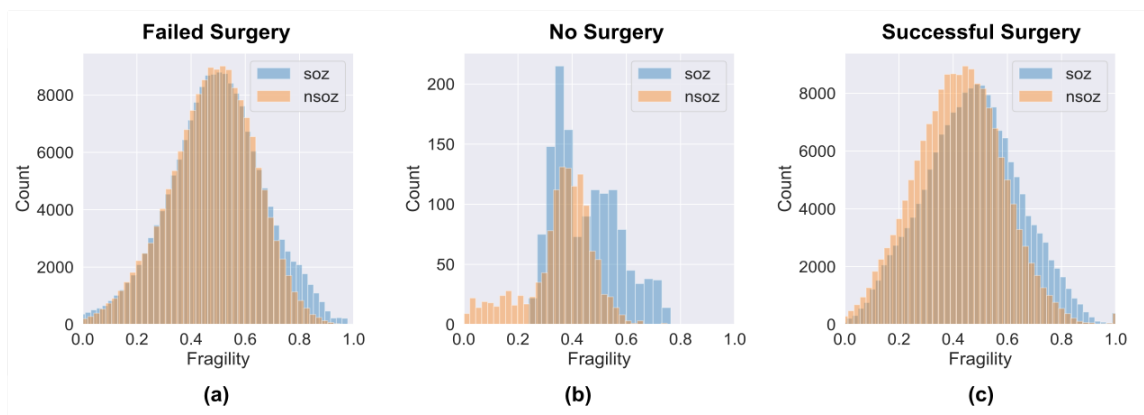 Failed Surgery
No Surgery
Successful Surgery
soz
nsoz
8000
6000
4000
2000
0
Count
0.0 0.2 0.4 0.6 0.8 1.0
Fragility
(a)
soz
nsoz
200
150
100
50
0
Count
0.0 0.2 0.4 0.6 0.8 1.0
Fragility
(b)
soz
nsoz
8000
6000
4000
2000
0
Count
0.0 0.2 0.4 0.6 0.8 1.0
Fragility
(c)